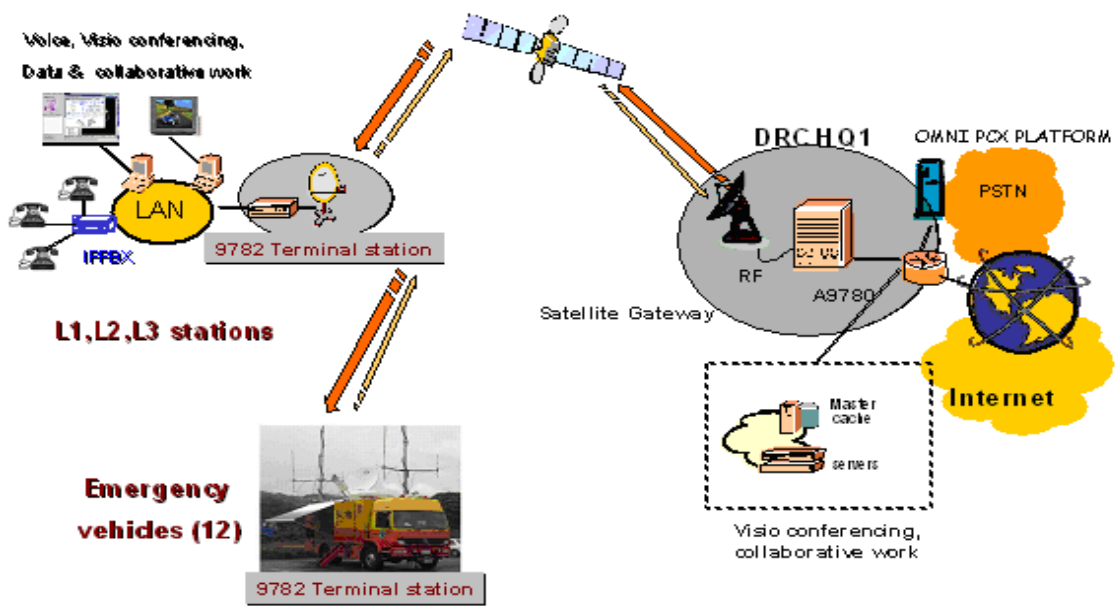 Voice, Visio conferencing,
Data & collaborative work
LAN
IPPBX
9782 Terminal station
L1,L2,L3 stations
Emergency
vehicles (12)
9782 Terminal station
DRCHQ1
OMNI PCX PLATFORM
PSTN
RF
A9780
Satellite Gateway
Internet
Master
cache
servers
Visio conferencing,
collaborative work